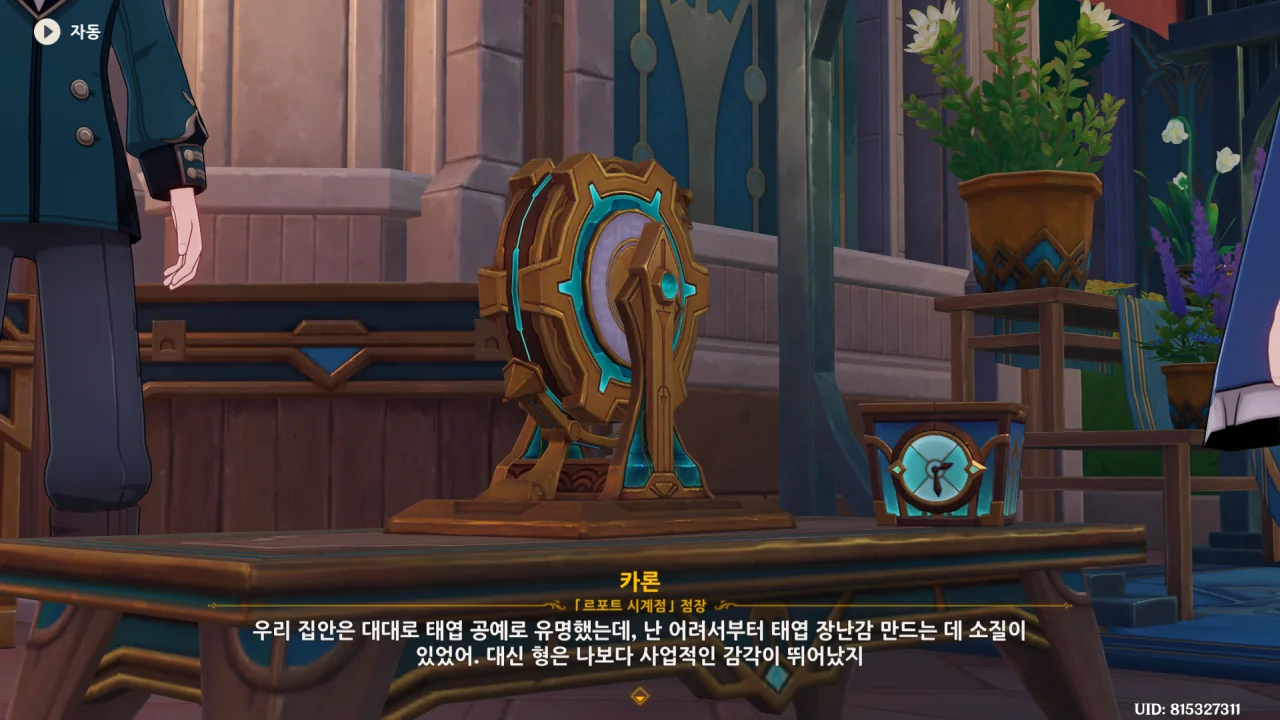 자동
카론
「르포트 시계점」 점장
우리 집안은 대대로 태엽 공예로 유명했는데, 난 어려서부터 태엽 장난감 만드는 데 소질이
있었어. 대신 형은 나보다 사업적인 감각이 뛰어났지
UID: 815327311